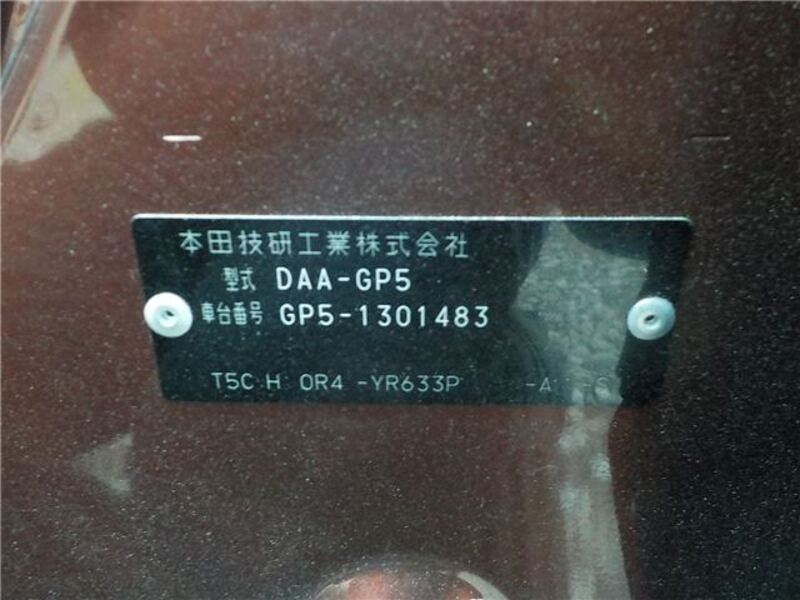 本田技研工業株式会社
型式 DAA-GP5
車台番号 GP5-1301483
T5C H 0R4 -YR633P -A -S